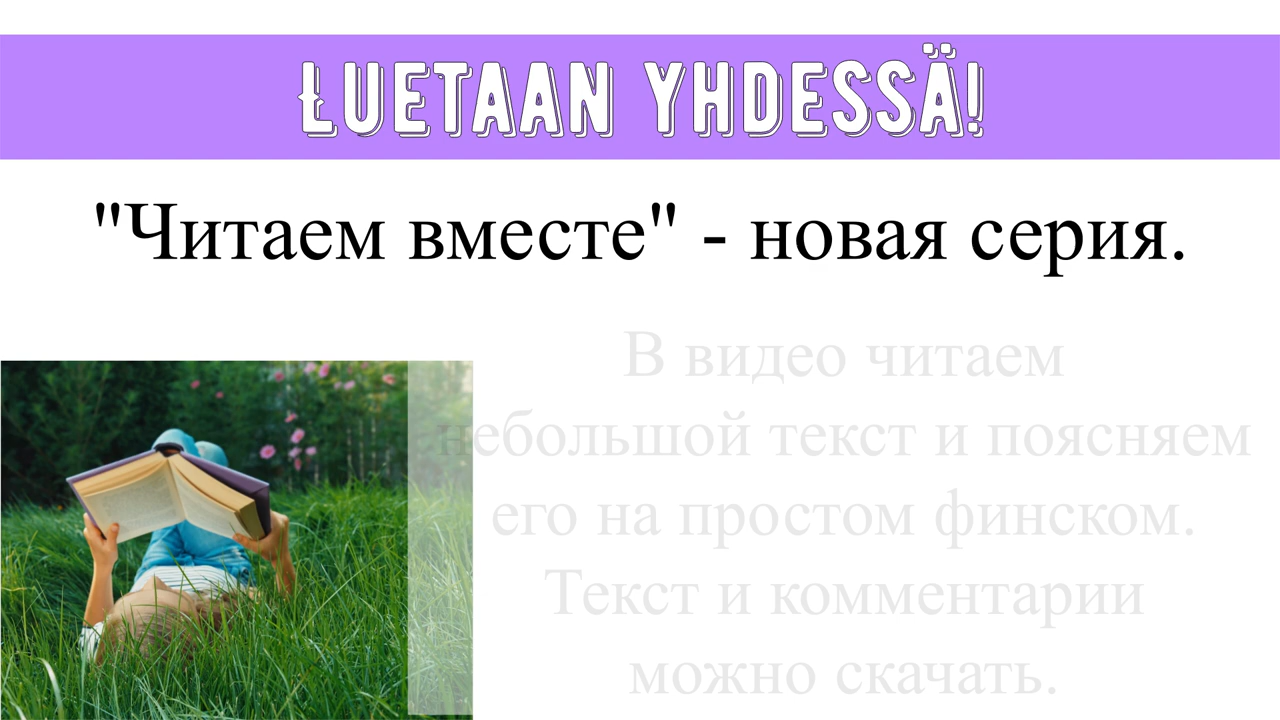 ŁUETAAN YHDESSÄ!
"Читаем вместе" - новая серия.
В видео читаем
небольшой текст и поясняем
его на простом финском.
Текст и комментарии
можно скачать.